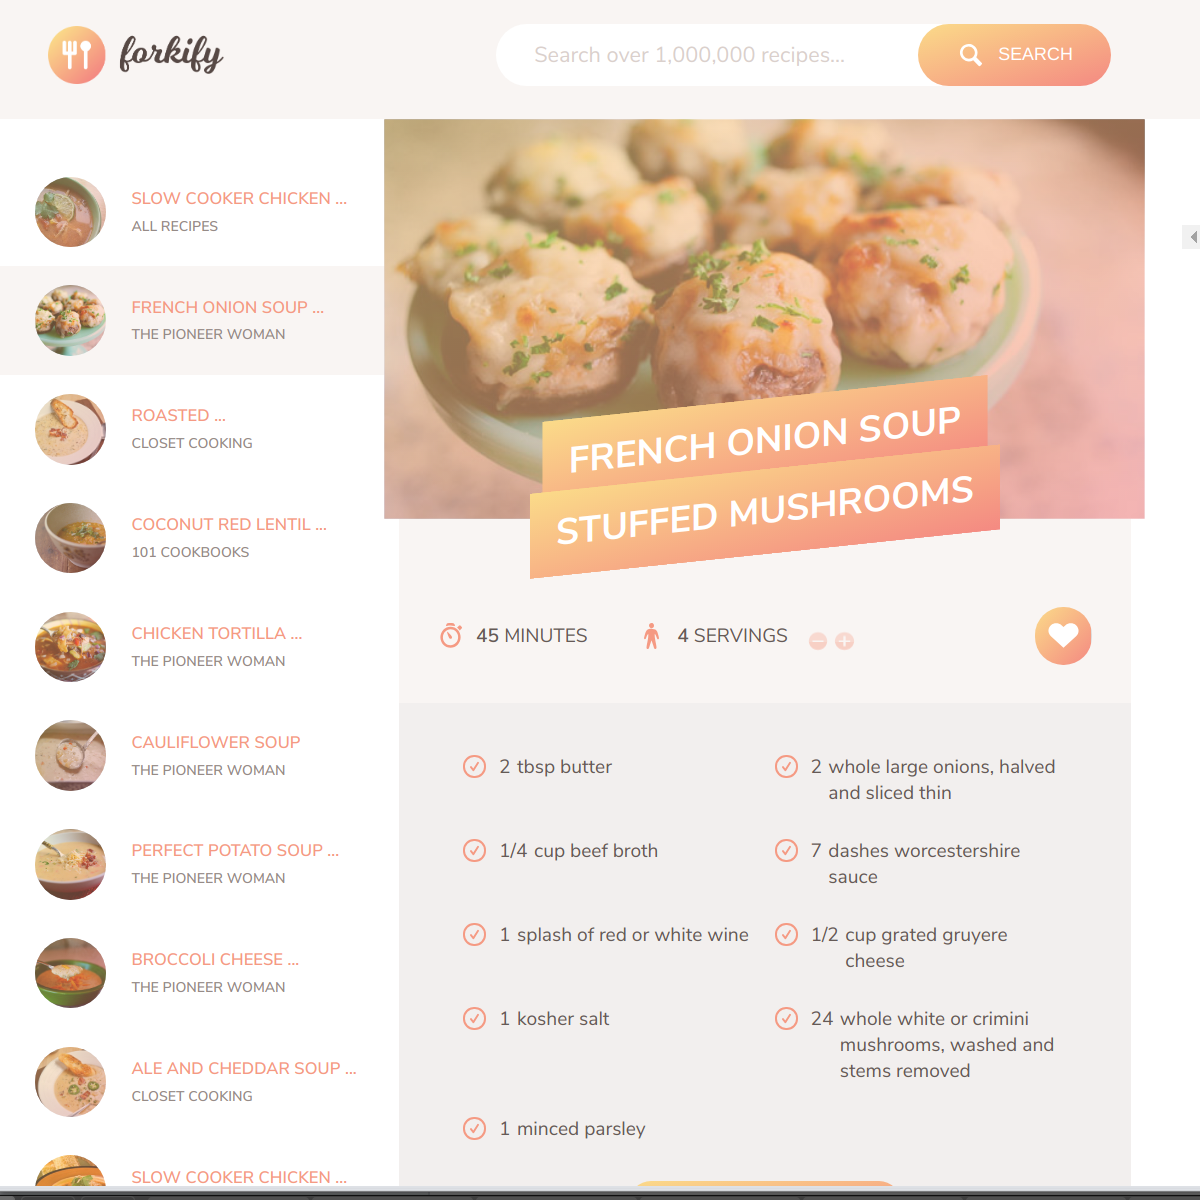 forkify
Search over 1,000,000 recipes...
SEARCH
SLOW COOKER CHICKEN ...
ALL RECIPES
FRENCH ONION SOUP ...
THE PIONEER WOMAN
ROASTED ...
CLOSET COOKING
COCONUT RED LENTIL ...
101 COOKBOOKS
CHICKEN TORTILLA ...
THE PIONEER WOMAN
CAULIFLOWER SOUP
THE PIONEER WOMAN
PERFECT POTATO SOUP ...
THE PIONEER WOMAN
BROCCOLI CHEESE ...
THE PIONEER WOMAN
ALE AND CHEDDAR SOUP ...
CLOSET COOKING
SLOW COOKER CHICKEN ...
FRENCH ONION SOUP
STUFFED MUSHROOMS
45 MINUTES
4 SERVINGS
2 tbsp butter
2 whole large onions, halved
and sliced thin
1/4 cup beef broth
7 dashes worcestershire
sauce
1 splash of red or white wine
1/2 cup grated gruyere
cheese
1 kosher salt
24 whole white or crimini
mushrooms, washed and
stems removed
1 minced parsley